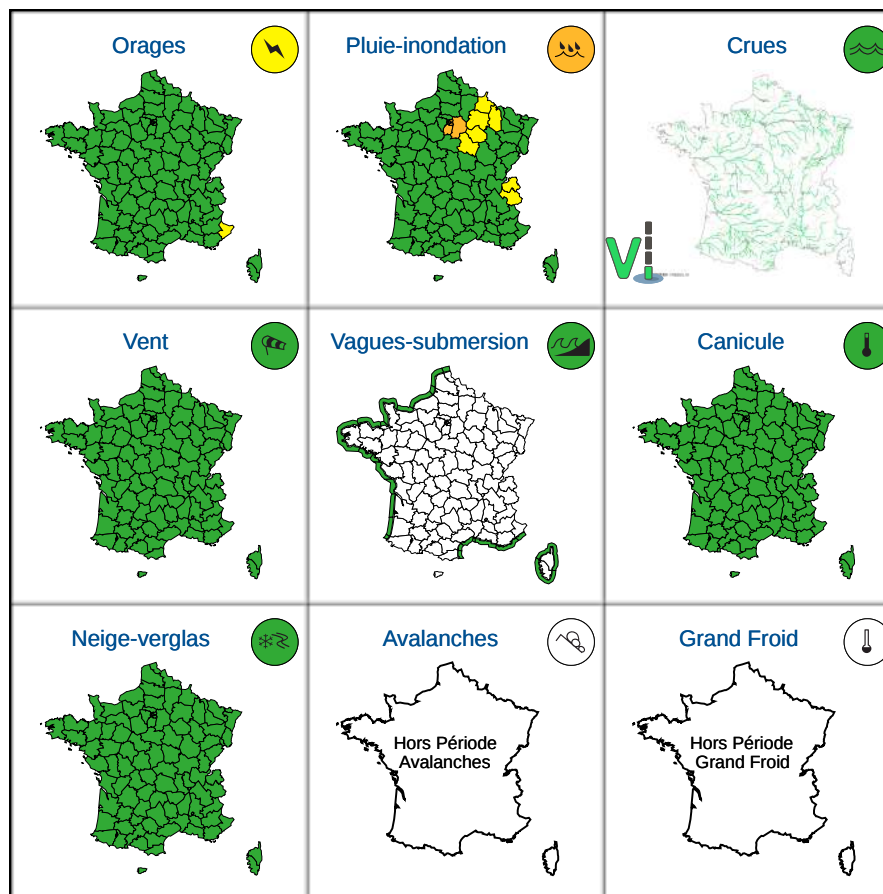 Orages
Pluie-inondation
Crues
Vent
Vagues-submersion
Canicule
Neige-verglas
Avalanches
Grand Froid
Hors Période
Avalanches
Hors Période
Grand Froid